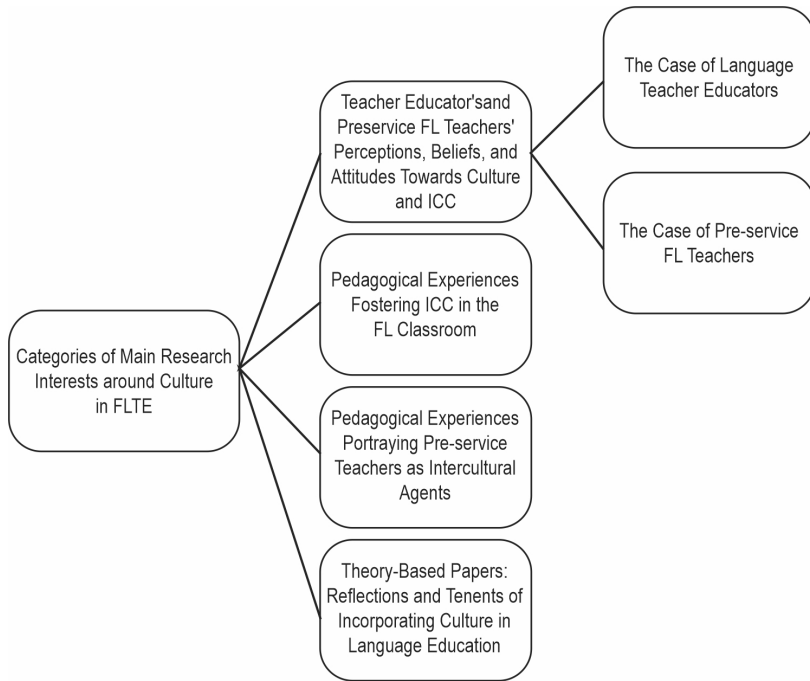 Categories of Main Research
Interests around Culture
in FLTE
Teacher Educator'sand
Preservice FL Teachers'
Perceptions, Beliefs, and
Attitudes Towards Culture
and ICC
The Case of Language
Teacher Educators
The Case of Pre-service
FL Teachers
Pedagogical Experiences
Fostering ICC in the
FL Classroom
Pedagogical Experiences
Portraying Pre-service
Teachers as Intercultural
Agents
Theory-Based Papers:
Reflections and Tenents of
Incorporating Culture in
Language Education